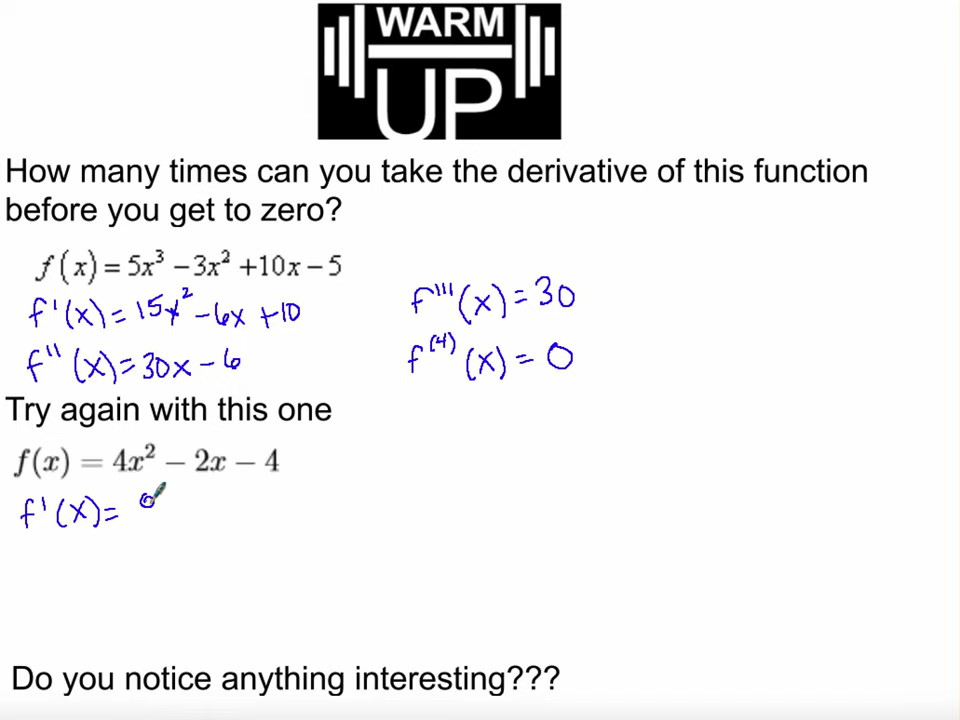 WARM
UP
How many times can you take the derivative of this function
before you get to zero?
f(x) = 5x³ − 3x² +10x − 5
f'(x) = 15x² − 6x + 10
f'''(x) = 30
f''(x) = 30x − 6
f⁽⁴⁾(x) = 0
Try again with this one
f(x) = 4x² − 2x − 4
f'(x) =
Do you notice anything interesting???